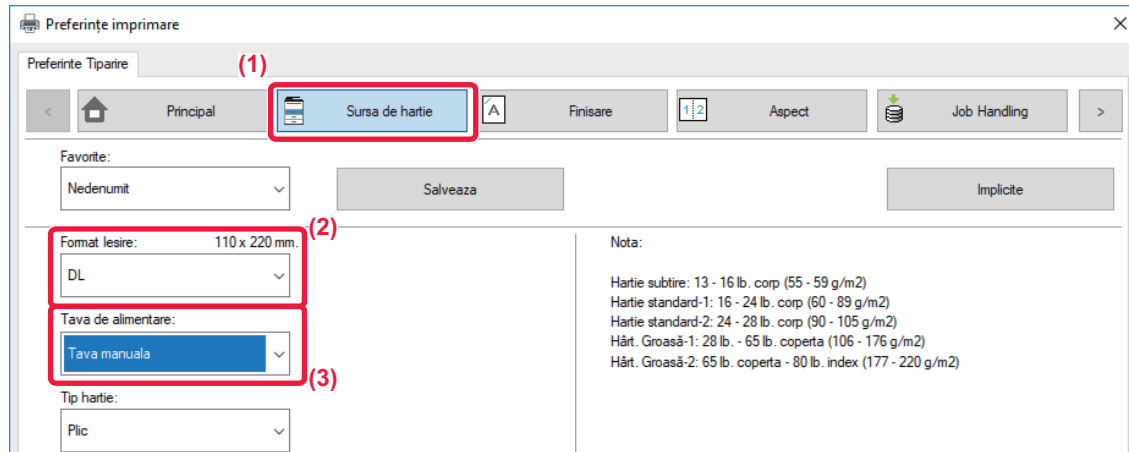 Preferințe imprimare
Preferinte Tiparire
(1)
< Principal Sursa de hartie A Finisare 1 2 Aspect Job Handling >
Favorite:
Nedenumit Salveaza Implicite
(2)
Format Iesire: 110 x 220 mm.
DL
Tava de alimentare:
Tava manuala
(3)
Tip hartie:
Plic
Nota:
Hartie subtire: 13 - 16 lb. corp (55 - 59 g/m2)
Hartie standard-1: 16 - 24 lb. corp (60 - 89 g/m2)
Hartie standard-2: 24 - 28 lb. corp (90 - 105 g/m2)
Hârt. Groasă-1: 28 lb. - 65 lb. coperta (106 - 176 g/m2)
Hârt. Groasă-2: 65 lb. coperta - 80 lb. index (177 - 220 g/m2)